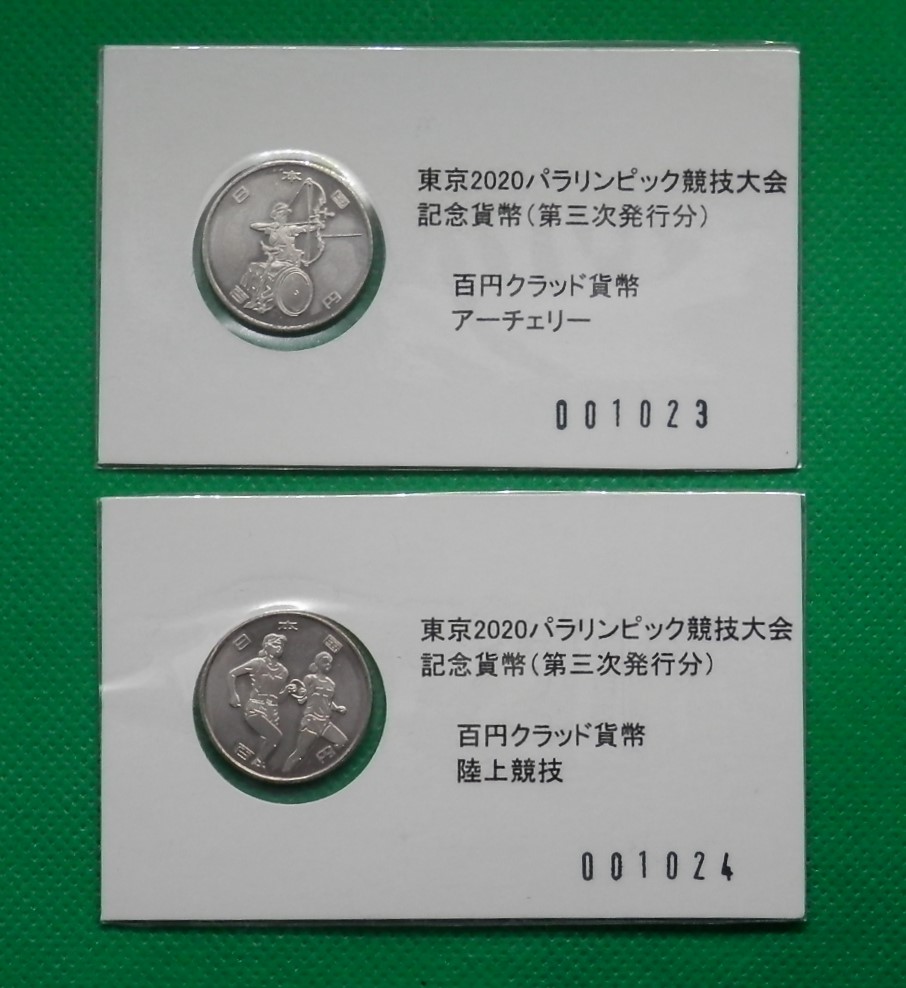 日本国
百円
東京2020パラリンピック競技大会
記念貨幣(第三次発行分)
百円クラッド貨幣
アーチェリー
001023
日本国
百円
東京2020パラリンピック競技大会
記念貨幣(第三次発行分)
百円クラッド貨幣
陸上競技
001024